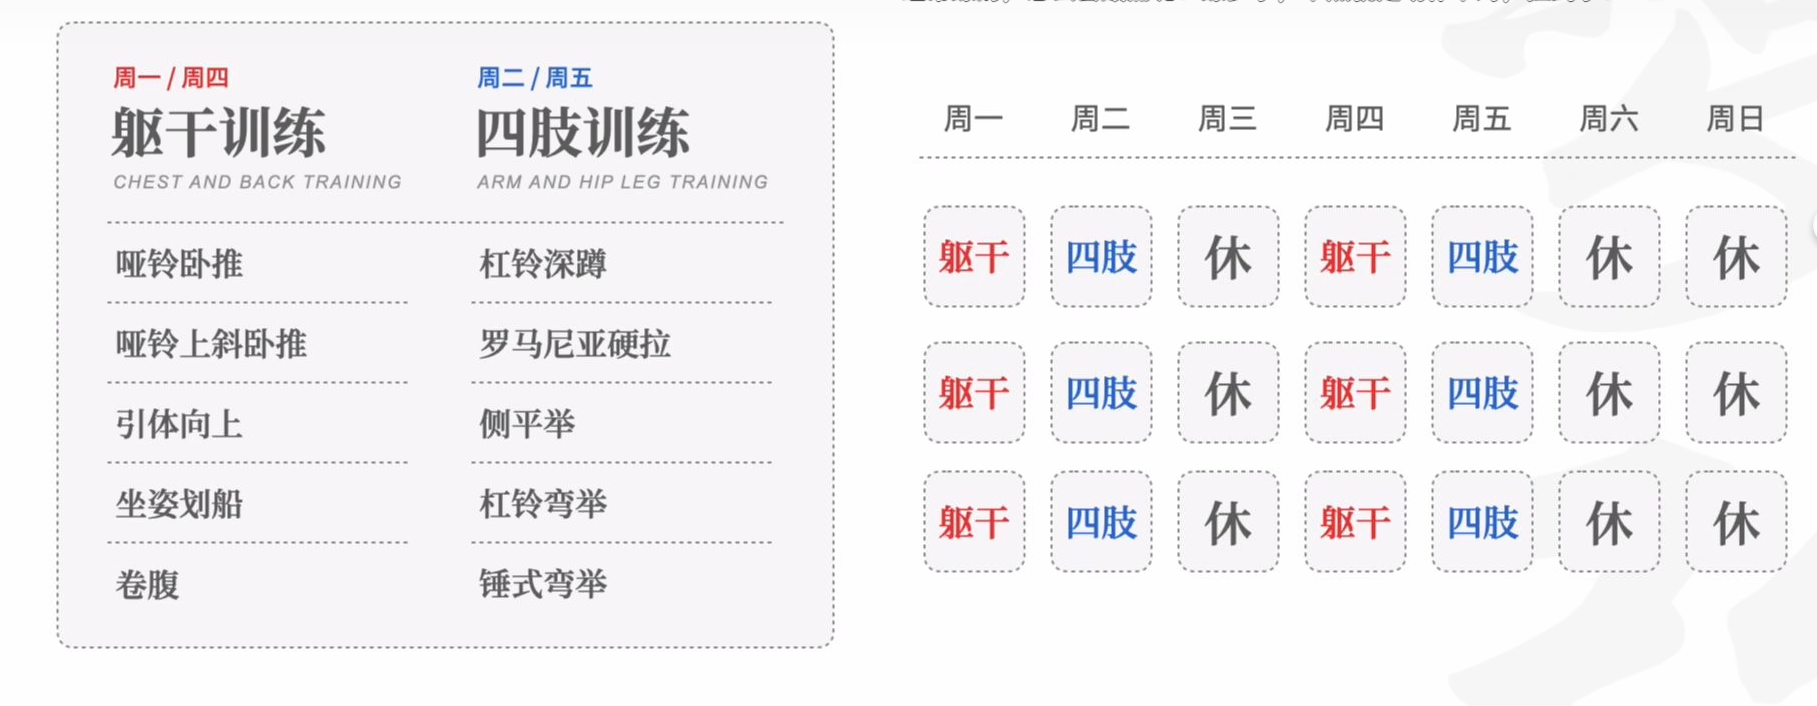 周一 / 周四
躯干训练
CHEST AND BACK TRAINING
哑铃卧推
哑铃上斜卧推
引体向上
坐姿划船
卷腹
周二 / 周五
四肢训练
ARM AND HIP LEG TRAINING
杠铃深蹲
罗马尼亚硬拉
侧平举
杠铃弯举
锤式弯举
周一 周二 周三 周四 周五 周六 周日
躯干 四肢 休 躯干 四肢 休 休
躯干 四肢 休 躯干 四肢 休 休
躯干 四肢 休 躯干 四肢 休 休